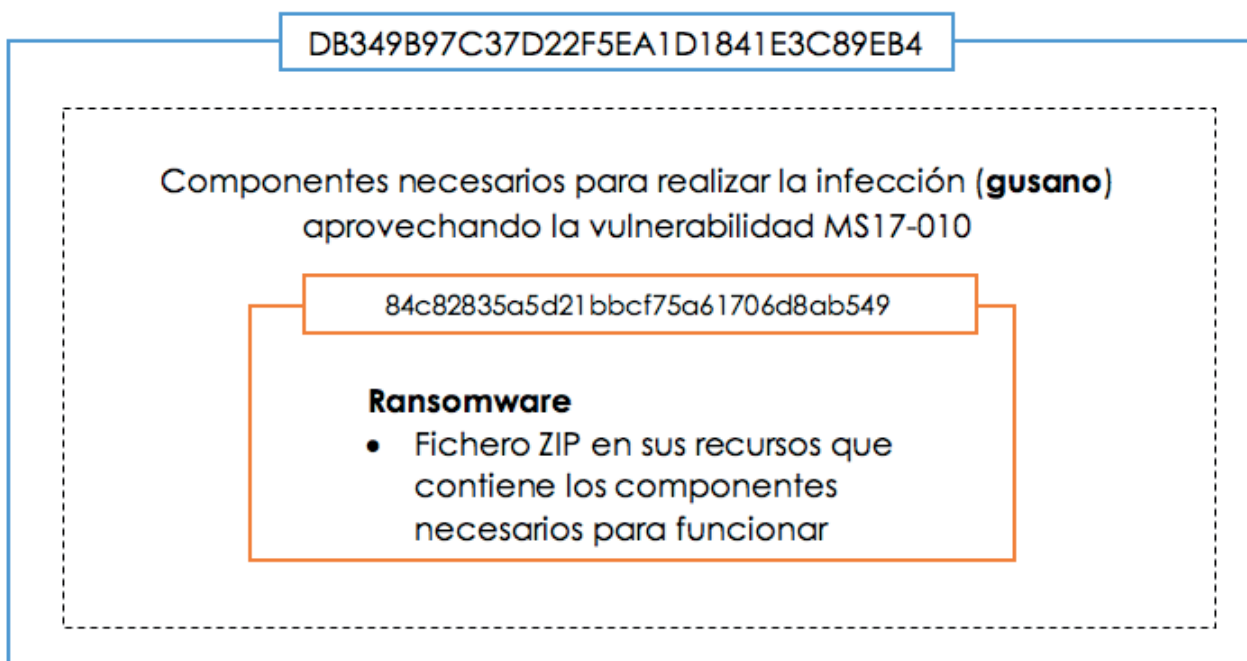 DB349B97C37D22F5EA1D1841E3C89EB4
Componentes necesarios para realizar la infección (gusano)
aprovechando la vulnerabilidad MS17-010
84c82835a5d21bbcf75a61706d8ab549
Ransomware
• Fichero ZIP en sus recursos que
contiene los componentes
necesarios para funcionar